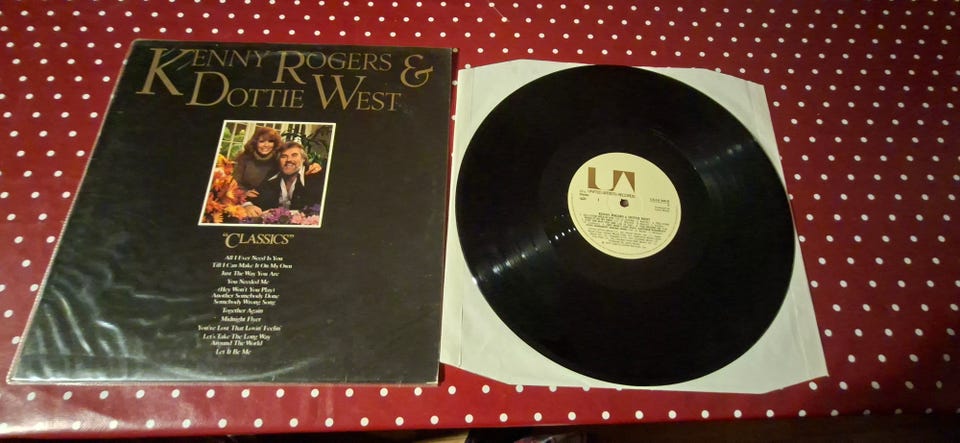 KENNY ROGERS &
DOTTIE WEST
"CLASSICS"
All I Ever Need Is You
Till I Can Make It On My Own
Just The Way You Are
You Needed Me
(Hey Won't You Play)
Another Somebody Done
Somebody Wrong Song
Together Again
Midnight Flyer
You've Lost That Lovin' Feelin'
Let's Take The Long Way
Around The World
Let It Be Me
UA
UNITED ARTISTS RECORDS
KENNY ROGERS & DOTTIE WEST